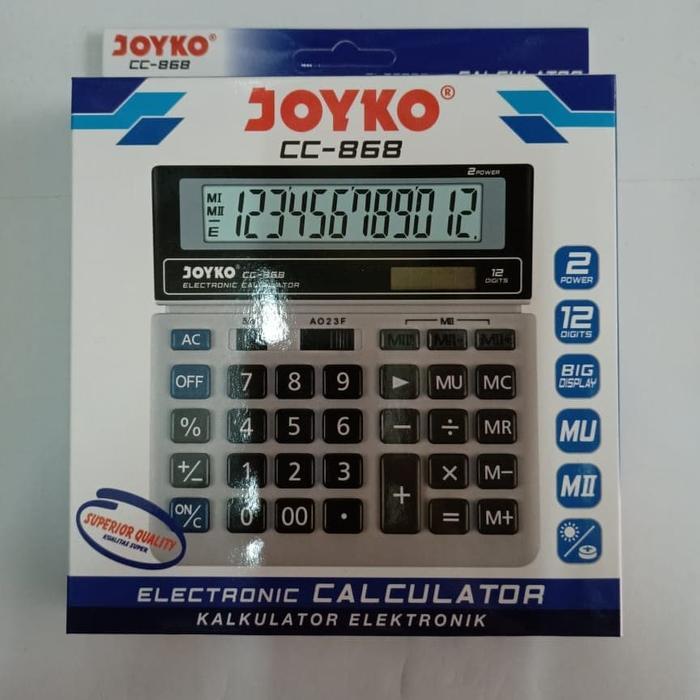 JOYKO®
CC-868
CALCULATOR
JOYKO®
CC-868
2 POWER
MI
MII
E
123456789012.
JOYKO®
CC-868
ELECTRONIC CALCULATOR
12 DIGITS
A023F
MII
AC
OFF 7 8 9 ▶ MU MC
% 4 5 6 − ÷ MR
+/− 1 2 3 + × M−
ON/C 0 00 • = M+
2
POWER
12
DIGITS
BIG
DISPLAY
MU
MII
SUPERIOR QUALITY
KUALITAS SUPER
ELECTRONIC CALCULATOR
KALKULATOR ELEKTRONIK